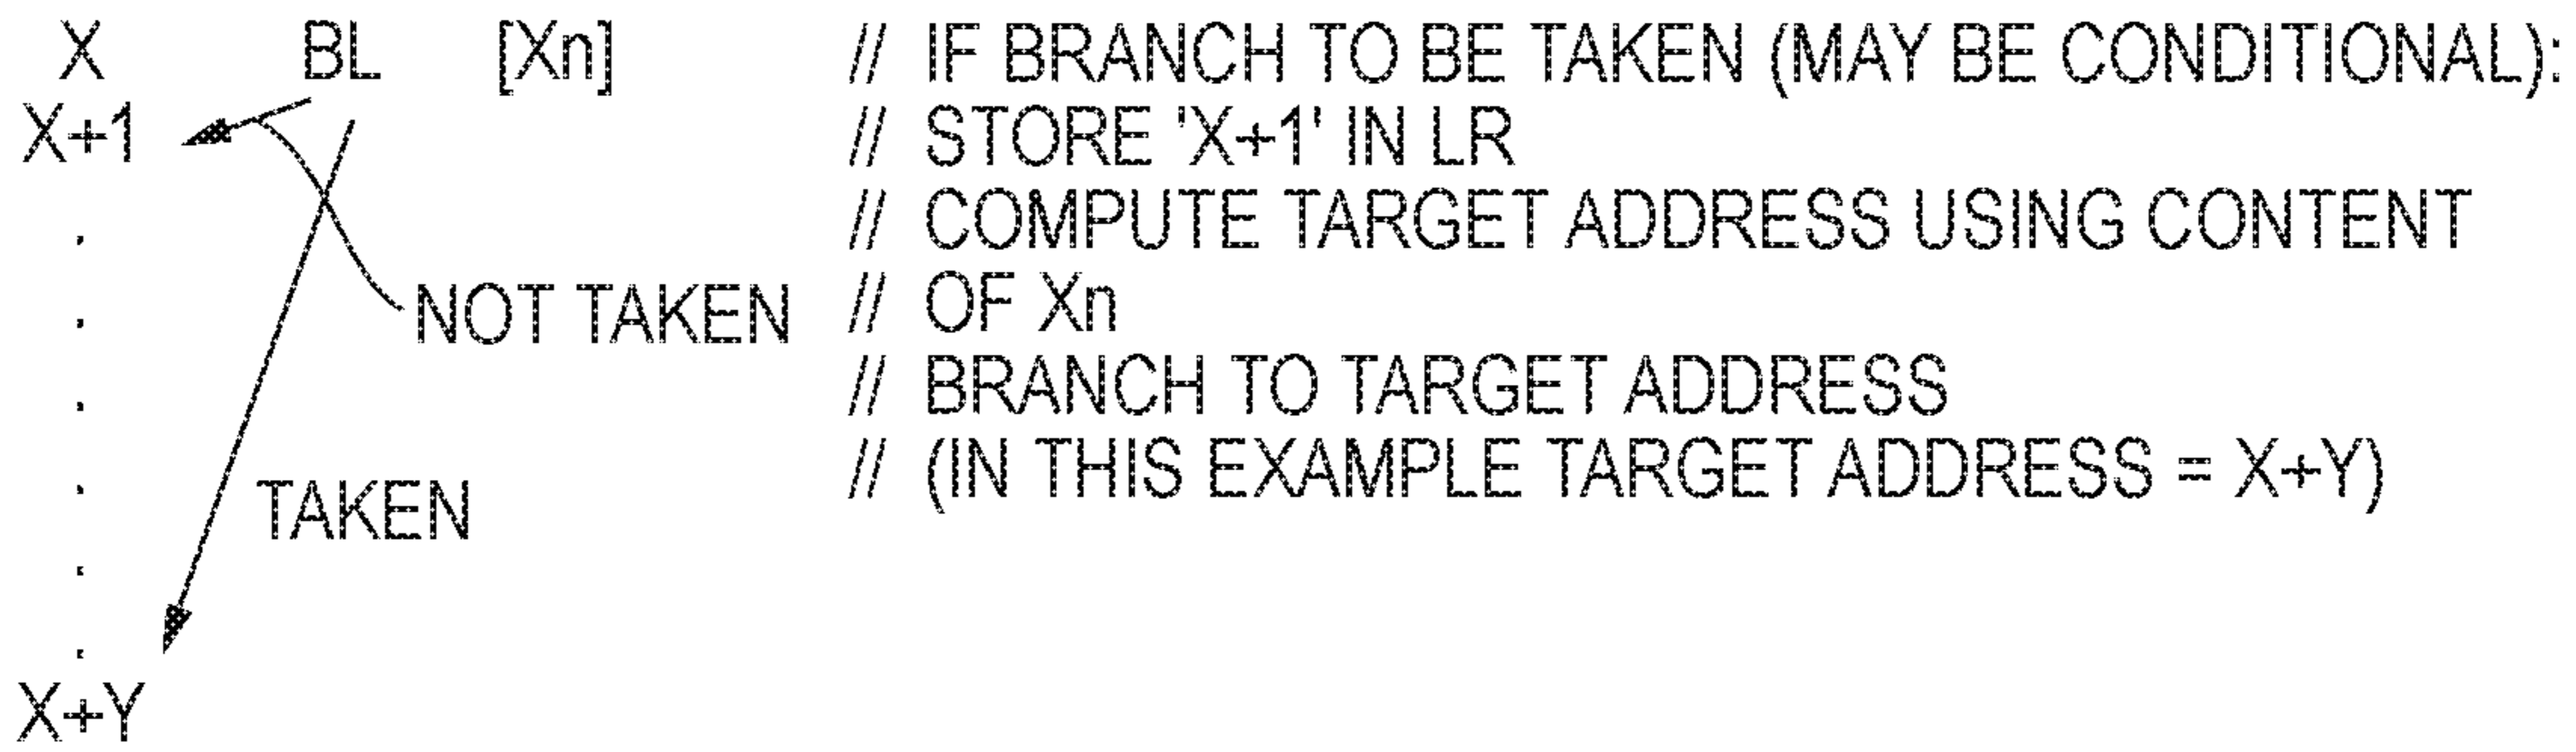 X BL [Xn] // IF BRANCH TO BE TAKEN (MAY BE CONDITIONAL):
X+1 // STORE 'X+1' IN LR
// COMPUTE TARGET ADDRESS USING CONTENT
NOT TAKEN // OF Xn
// BRANCH TO TARGET ADDRESS
TAKEN // (IN THIS EXAMPLE TARGET ADDRESS = X+Y)
X+Y